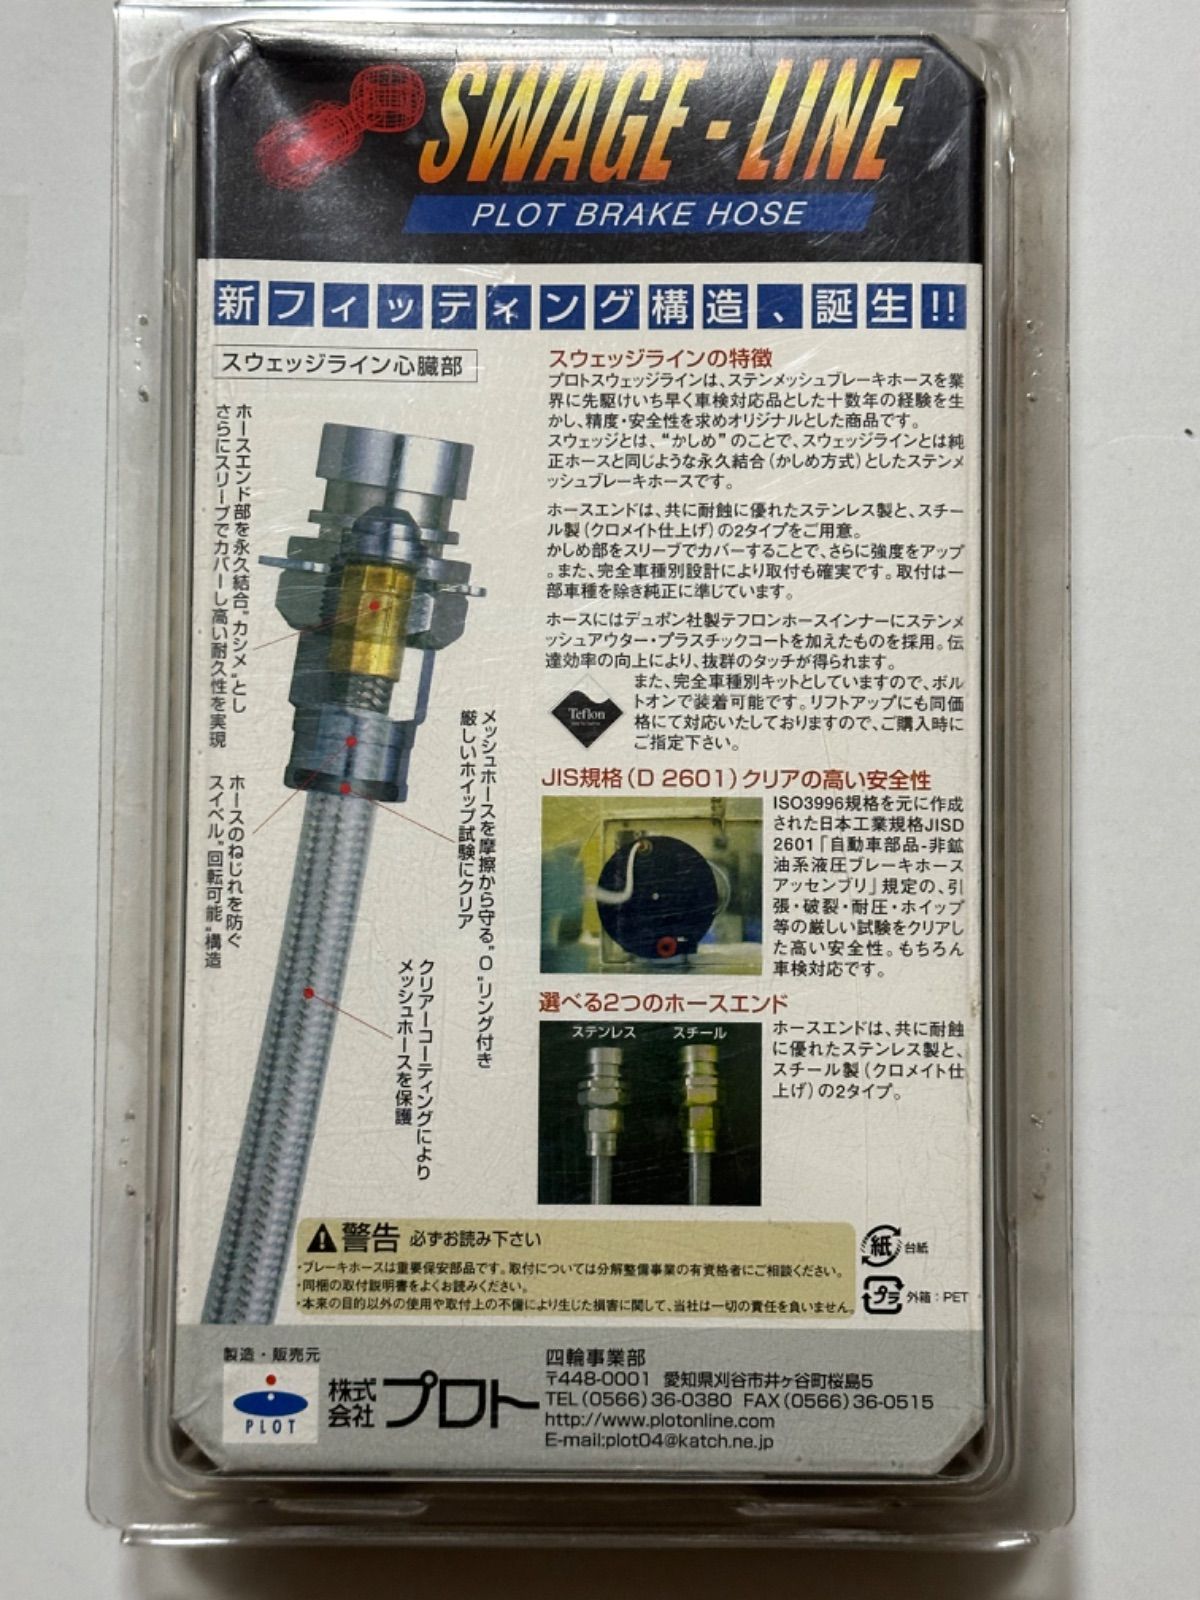 SWAGE-LINE
PLOT BRAKE HOSE
新フィッティング構造、誕生!!
スウェッジライン心臓部
ホースエンド部を永久結合"カシメ"とし
さらにスリーブでカバーし高い耐久性を実現
ホースのねじれを防ぐ
スイベル"回転可能"構造
メッシュホースを摩擦から守る"O"リング付き
厳しいホイップ試験にクリア
クリアーコーティングにより
メッシュホースを保護
スウェッジラインの特徴
プロトスウェッジラインは、ステンメッシュブレーキホースを業
界に先駆けいち早く車検対応品とした十数年の経験を生
かし、精度・安全性を求めオリジナルとした商品です。
スウェッジとは、"かしめ"のことで、スウェッジラインとは純
正ホースと同じような永久結合(かしめ方式)としたステンメ
ッシュブレーキホースです。
ホースエンドは、共に耐蝕に優れたステンレス製と、スチー
ル製(クロメイト仕上げ)の2タイプをご用意。
かしめ部をスリーブでカバーすることで、さらに強度をアップ
。また、完全車種別設計により取付も確実です。取付は一
部車種を除き純正に準じています。
ホースにはデュポン社製テフロンホースインナーにステンメ
ッシュアウター・プラスチックコートを加えたものを採用。伝
達効率の向上により、抜群のタッチが得られます。
また、完全車種別キットとしていますので、ボル
トオンで装着可能です。リフトアップにも同価
格にて対応いたしておりますので、ご購入時に
ご指定下さい。
Teflon
JIS規格(D 2601)クリアの高い安全性
ISO3996規格を元に作成
された日本工業規格JISD
2601「自動車部品-非鉱
油系液圧ブレーキホース
アッセンブリ」規定の、引
張・破裂・耐圧・ホイップ
等の厳しい試験をクリアし
た高い安全性。もちろん
車検対応です。
選べる2つのホースエンド
ステンレス スチール
ホースエンドは、共に耐蝕
に優れたステンレス製と、
スチール製(クロメイト仕
上げ)の2タイプ。
警告 必ずお読み下さい
・ブレーキホースは重要保安部品です。取付については分解整備事業の有資格者にご相談ください。
・同梱の取付説明書をよくお読みください。
・本来の目的以外の使用や取付上の不備により生じた損害に関して、当社は一切の責任を負いません。
紙 台紙
プラ 外箱:PET
製造・販売元
PLOT
株式会社プロト
四輪事業部
〒448-0001 愛知県刈谷市井ヶ谷町桜島5
TEL(0566)36-0380 FAX(0566)36-0515
http://www.plotonline.com
E-mail:plot04@katch.ne.jp